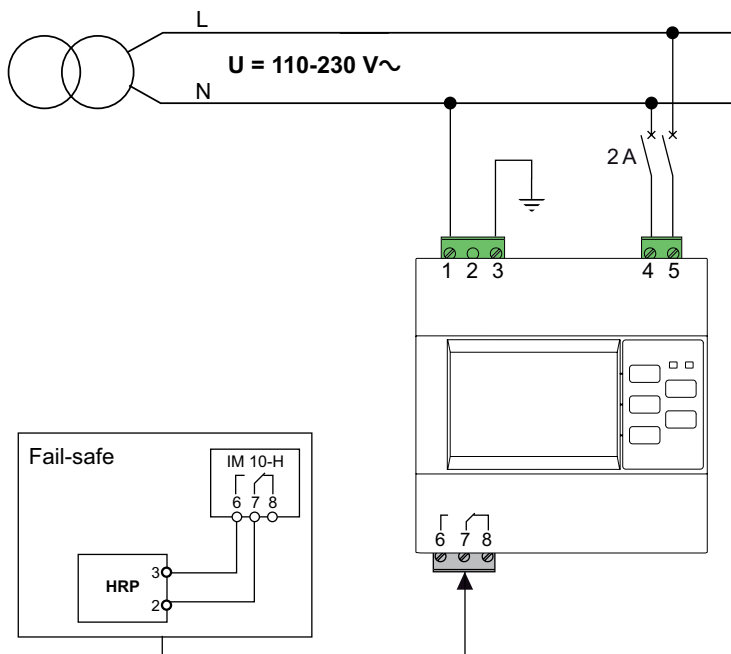 L
U = 110-230 V~
N
2 A
1 2 3
4 5
Fail-safe
IM 10-H
6 7 8
3
HRP
2
6 7 8